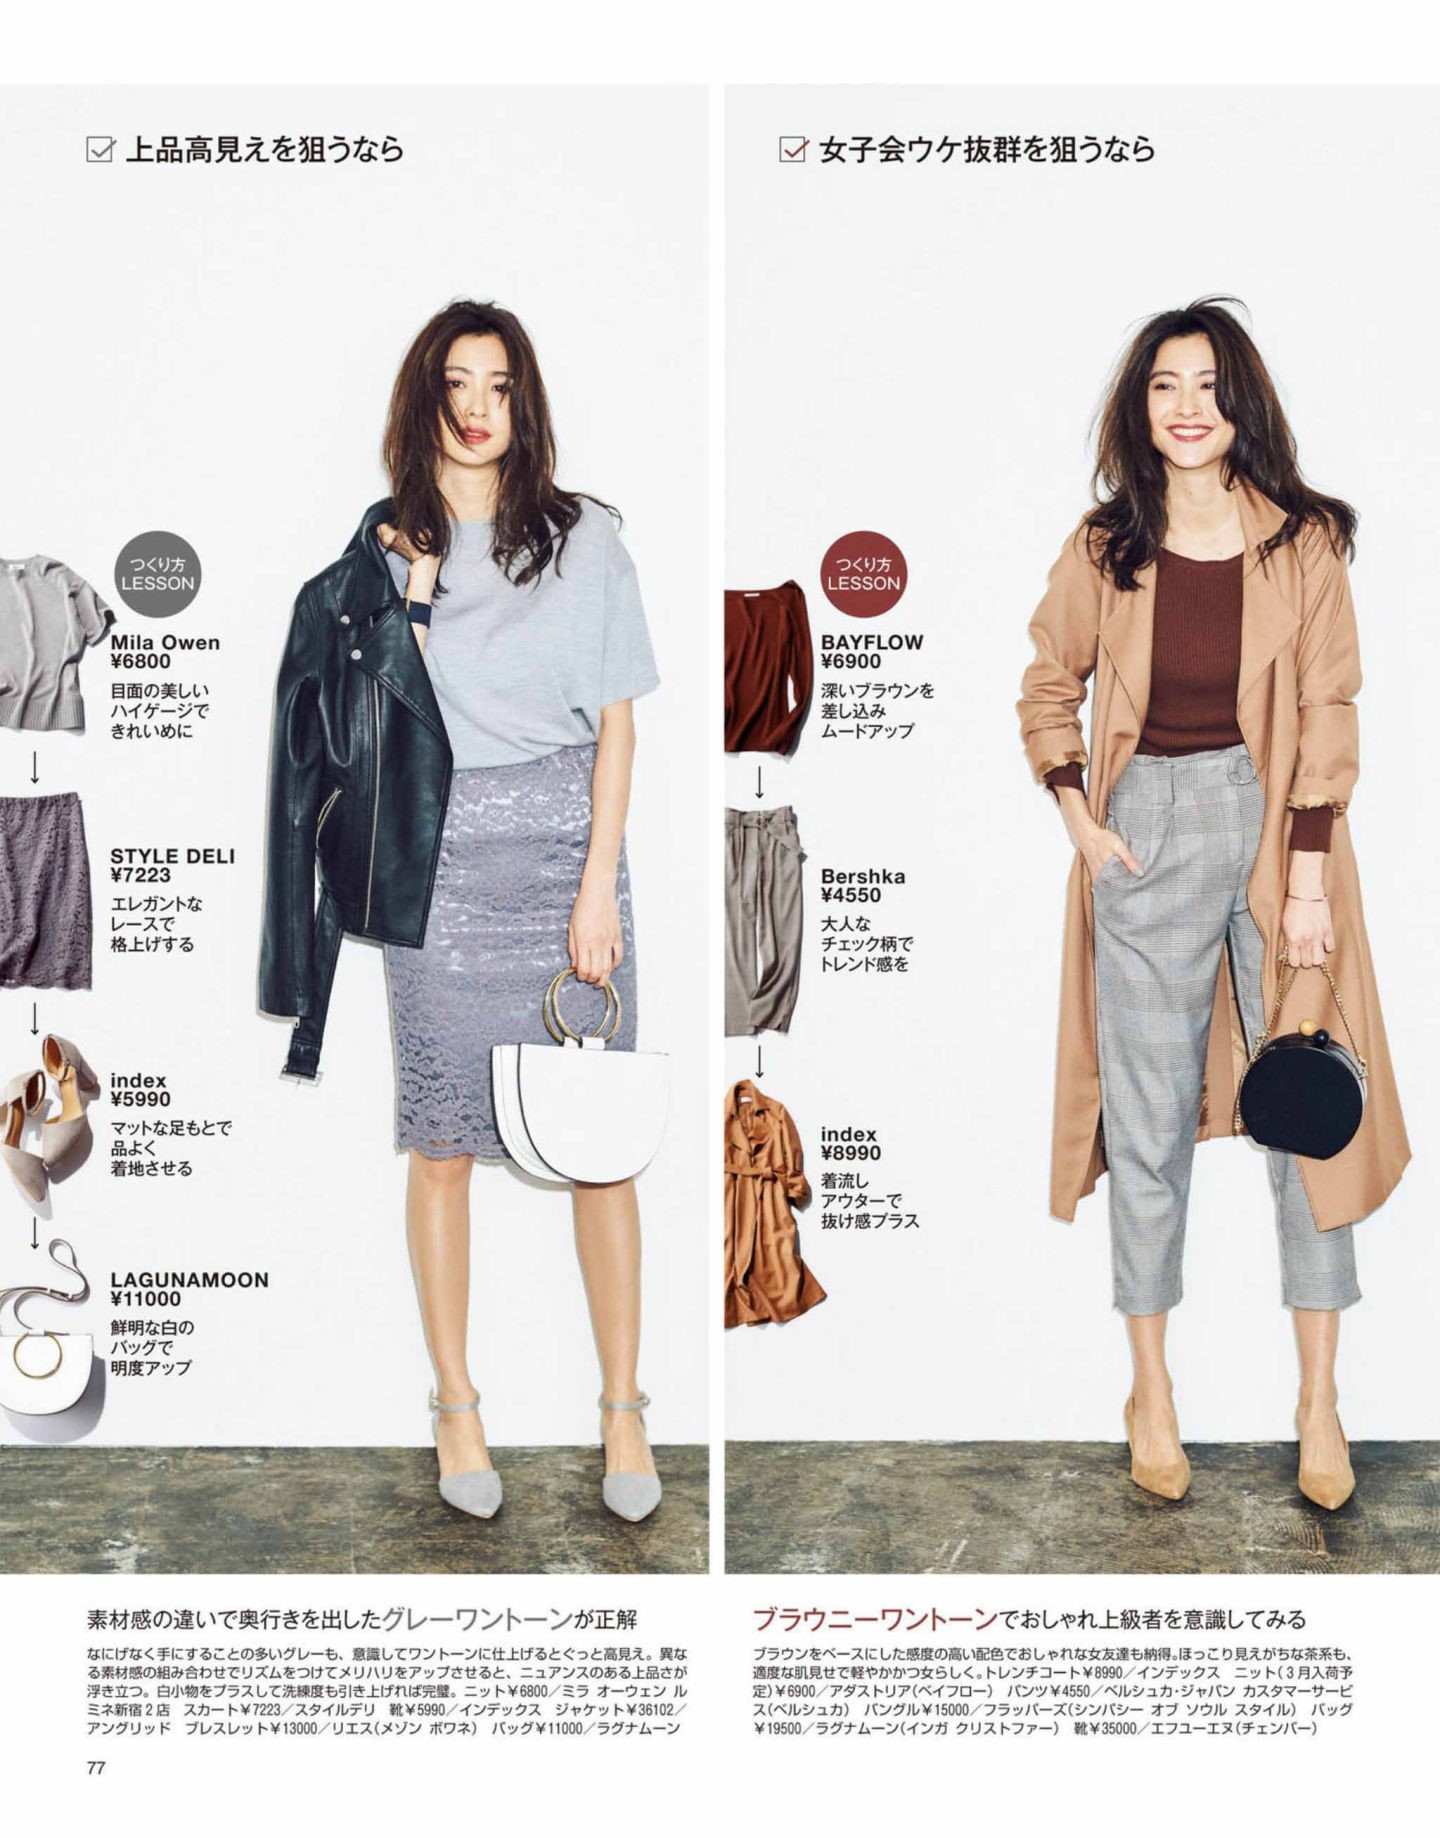 上品高見えを狙うなら
つくり方
LESSON
Mila Owen
¥6800
目面の美しい
ハイゲージで
きれいめに
STYLE DELI
¥7223
エレガントな
レースで
格上げする
index
¥5990
マットな足もとで
品よく
着地させる
LAGUNAMOON
¥11000
鮮明な白の
バッグで
明度アップ
素材感の違いで奥行きを出したグレーワントーンが正解
なにげなく手にすることの多いグレーも、意識してワントーンに仕上げるとぐっと高見え。異な
る素材感の組み合わせでリズムをつけてメリハリをアップさせると、ニュアンスのある上品さが
浮き立つ。白小物をプラスして洗練度も引き上げれば完璧。ニット¥6800／ミラ オーウェン ル
ミネ新宿2店 スカート¥7223／スタイルデリ 靴¥5990／インデックス ジャケット¥36102／
アングリッド ブレスレット¥13000／リエス(メゾン ボワネ) バッグ¥11000／ラグナムーン
77
女子会ウケ抜群を狙うなら
つくり方
LESSON
BAYFLOW
¥6900
深いブラウンを
差し込み
ムードアップ
Bershka
¥4550
大人な
チェック柄で
トレンド感を
index
¥8990
着流し
アウターで
抜け感プラス
ブラウニーワントーンでおしゃれ上級者を意識してみる
ブラウンをベースにした感度の高い配色でおしゃれな女友達も納得。ほっこり見えがちな茶系も、
適度な肌見せで軽やかかつ女らしく。トレンチコート¥8990／インデックス ニット(3月入荷予
定)¥6900／アダストリア(ベイフロー) パンツ¥4550／ベルシュカ・ジャパン カスタマーサービ
ス(ベルシュカ) バングル¥15000／フラッパーズ(シンパシー オブ ソウル スタイル) バッグ
¥19500／ラグナムーン(インガ クリストファー) 靴¥35000／エフユーエヌ(チェンバー)